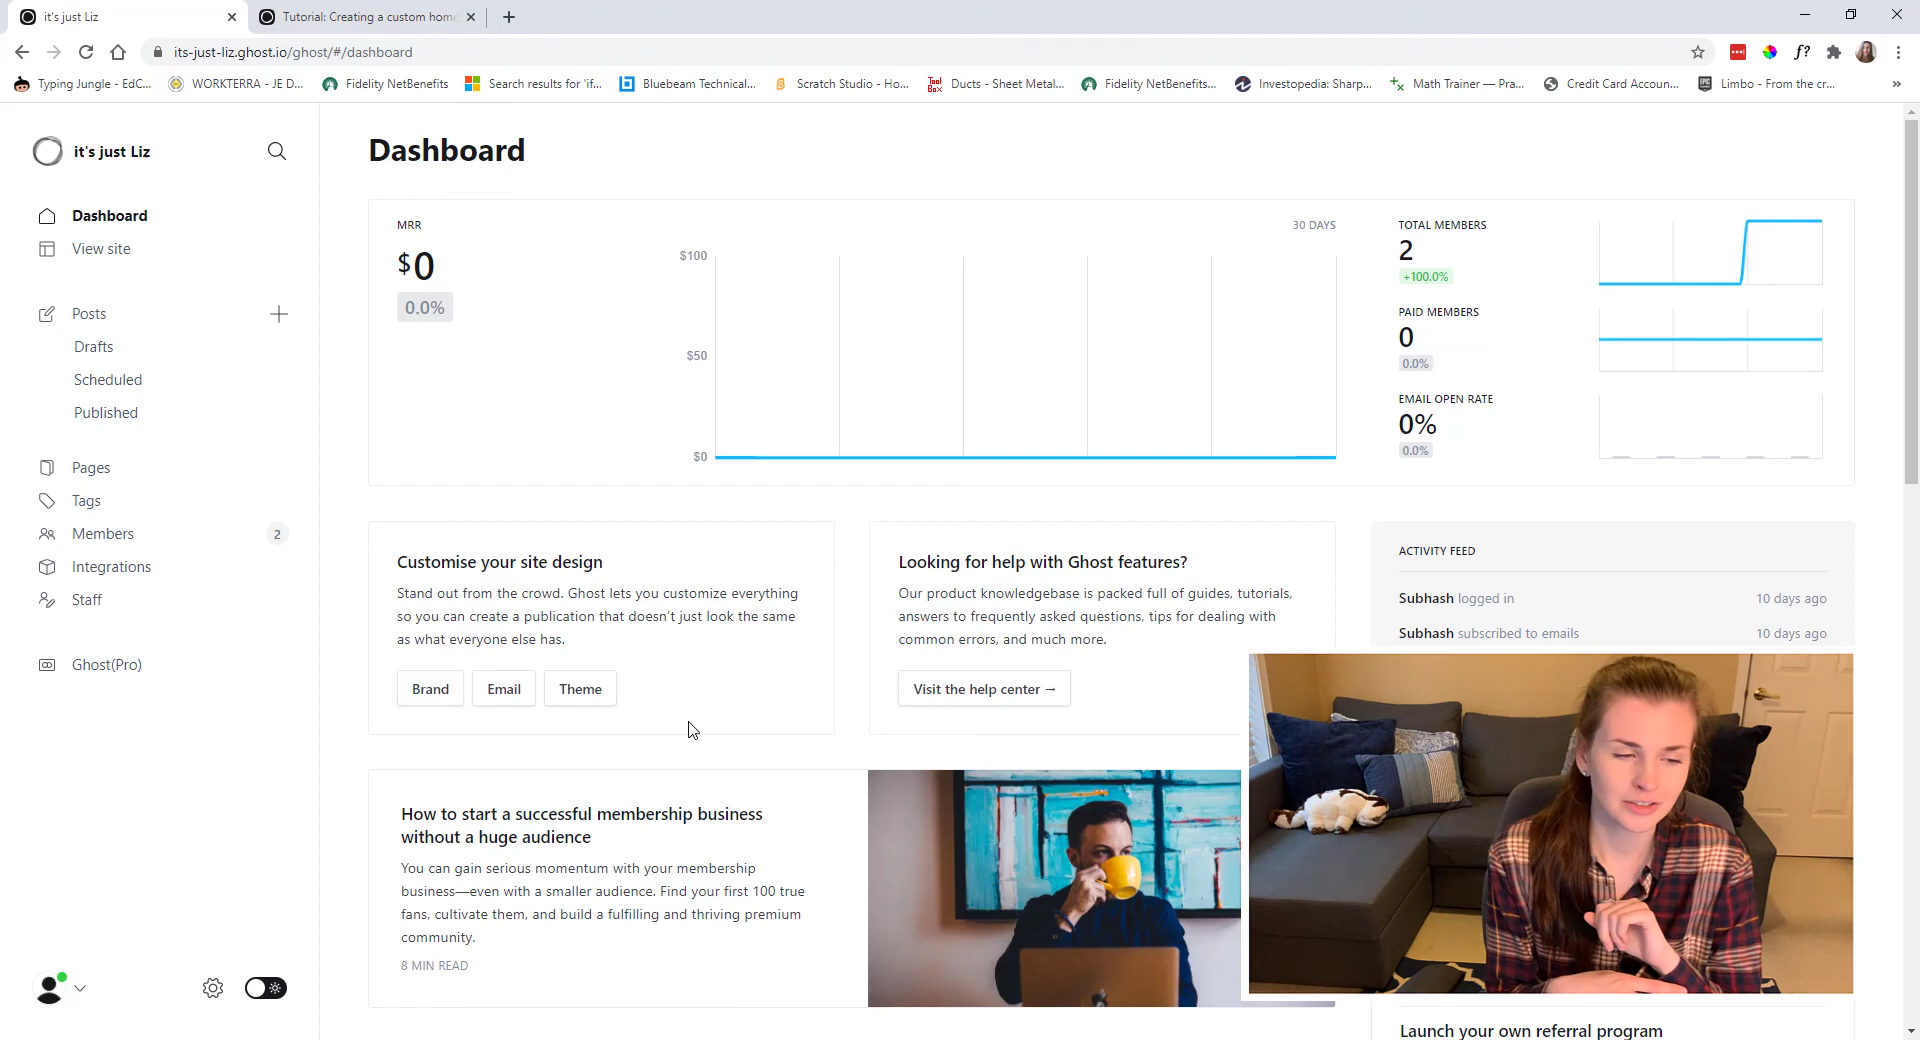 it's just Liz
Tutorial: Creating a custom home
its-just-liz.ghost.io/ghost/#/dashboard
f?
Typing Jungle - EdC...
WORKTERRA - JE D...
Fidelity NetBenefits
Search results for 'if...
Bluebeam Technical...
Scratch Studio - Ho...
Tool Box
Ducts - Sheet Metal...
Fidelity NetBenefits...
Investopedia: Sharp...
Math Trainer — Pra...
Credit Card Accoun...
EPIC GAMES
Limbo - From the cr...
»
it's just Liz
Dashboard
View site
Posts
Drafts
Scheduled
Published
Pages
Tags
Members 2
Integrations
Staff
Ghost(Pro)
Dashboard
MRR
$0
0.0%
30 DAYS
$100
$50
$0
TOTAL MEMBERS
2
+100.0%
PAID MEMBERS
0
0.0%
EMAIL OPEN RATE
0%
0.0%
Customise your site design
Stand out from the crowd. Ghost lets you customize everything
so you can create a publication that doesn't just look the same
as what everyone else has.
Brand Email Theme
Looking for help with Ghost features?
Our product knowledgebase is packed full of guides, tutorials,
answers to frequently asked questions, tips for dealing with
common errors, and much more.
Visit the help center →
ACTIVITY FEED
Subhash logged in 10 days ago
Subhash subscribed to emails 10 days ago
How to start a successful membership business
without a huge audience
You can gain serious momentum with your membership
business—even with a smaller audience. Find your first 100 true
fans, cultivate them, and build a fulfilling and thriving premium
community.
8 MIN READ
Launch your own referral program